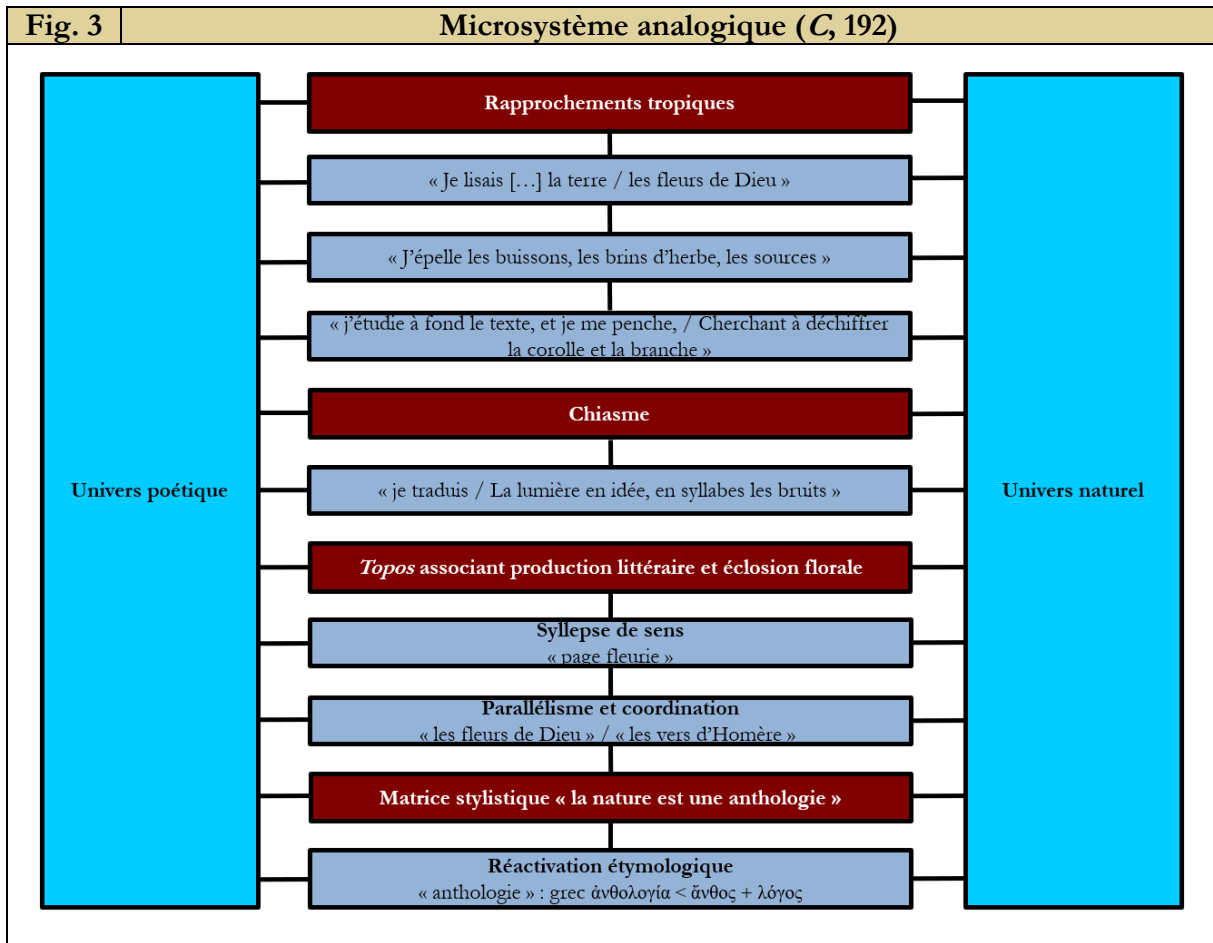 Fig. 3
Microsystème analogique (C, 192)
Rapprochements tropiques
« Je lisais […] la terre / les fleurs de Dieu »
« J’épelle les buissons, les brins d’herbe, les sources »
« j’étudie à fond le texte, et je me penche, / Cherchant à déchiffrer
la corolle et la branche »
Chiasme
Univers poétique
« je traduis / La lumière en idée, en syllabes les bruits »
Univers naturel
Topos associant production littéraire et éclosion florale
Syllepse de sens
« page fleurie »
Parallélisme et coordination
« les fleurs de Dieu » / « les vers d’Homère »
Matrice stylistique « la nature est une anthologie »
Réactivation étymologique
« anthologie » : grec ἀνθολογία < ἄνθος + λόγος